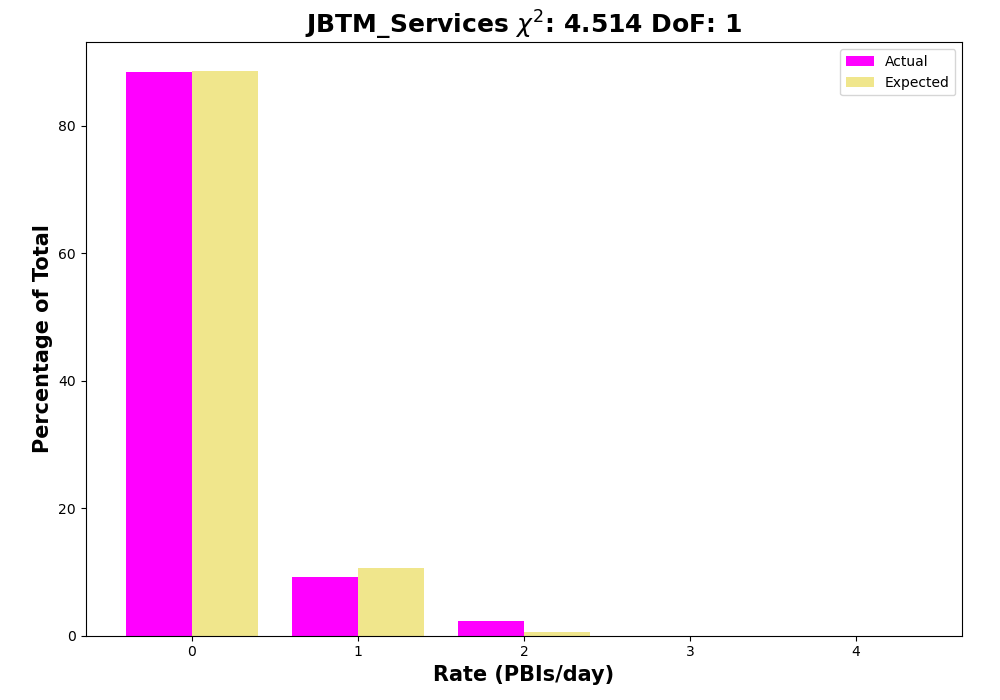 JBTM_Services χ²: 4.514 DoF: 1
Actual
Expected
Percentage of Total
80
60
40
20
0
0 1 2 3 4
Rate (PBIs/day)